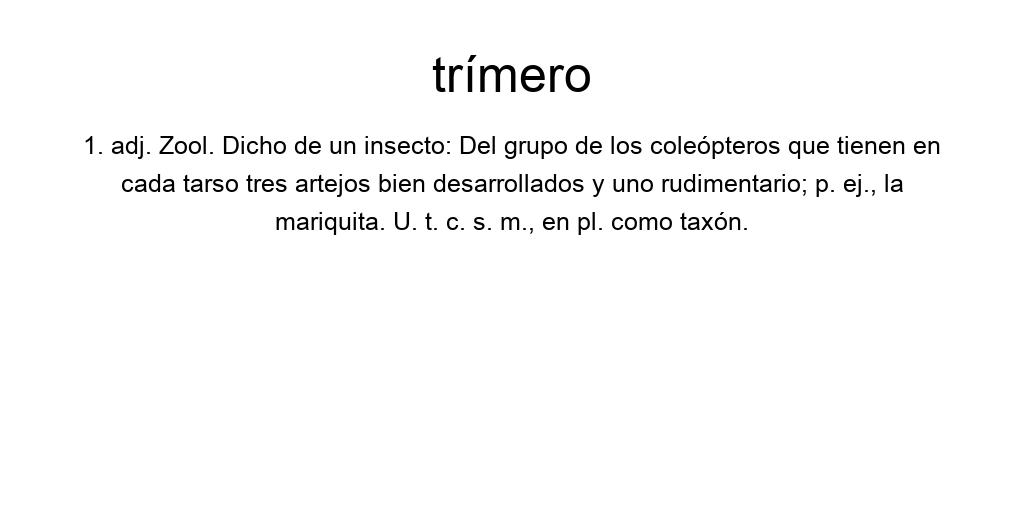 trímero
1. adj. Zool. Dicho de un insecto: Del grupo de los coleópteros que tienen en
cada tarso tres artejos bien desarrollados y uno rudimentario; p. ej., la
mariquita. U. t. c. s. m., en pl. como taxón.